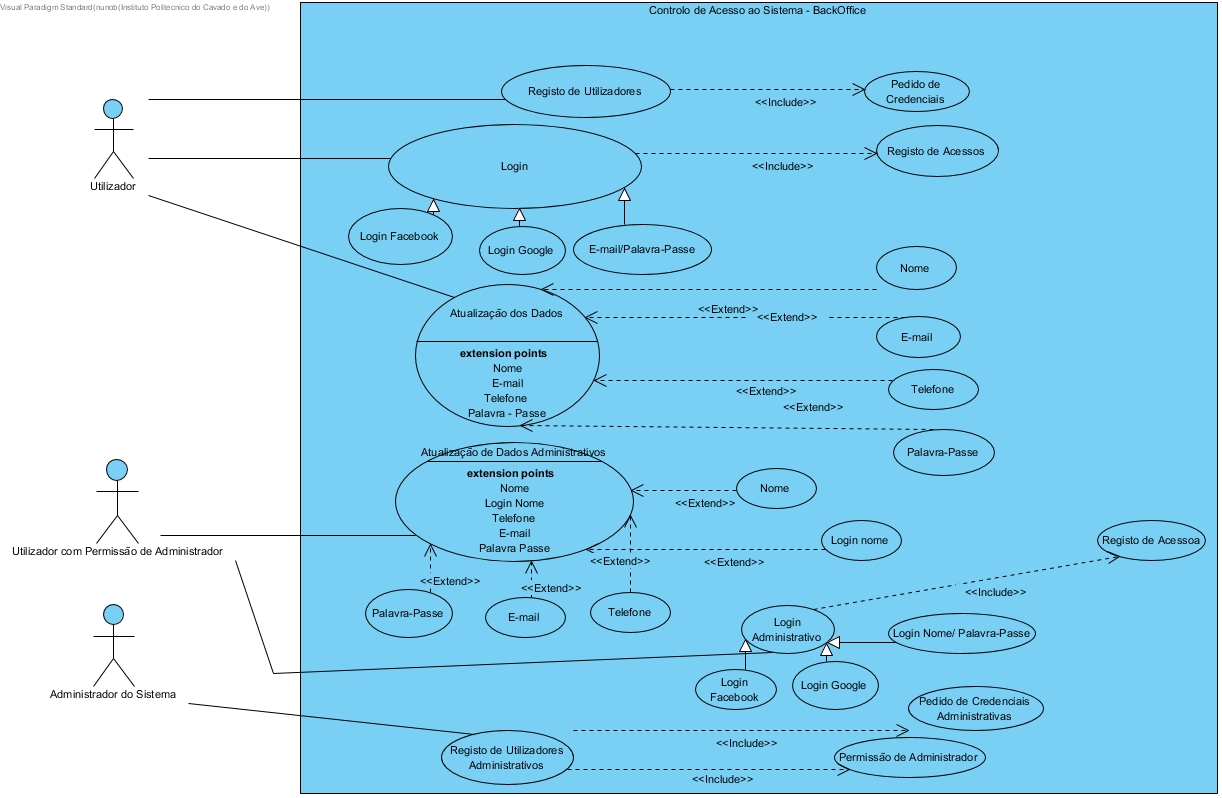 Visual Paradigm Standard(nunob(Instituto Politecnico do Cavado e do Ave))
Controlo de Acesso ao Sistema - BackOffice
Utilizador
Registo de Utilizadores
<<Include>>
Pedido de
Credenciais
Login
<<Include>>
Registo de Acessos
Login Facebook
Login Google
E-mail/Palavra-Passe
Atualização dos Dados
extension points
Nome
E-mail
Telefone
Palavra - Passe
<<Extend>>
Nome
<<Extend>>
E-mail
<<Extend>>
Telefone
<<Extend>>
Palavra-Passe
Utilizador com Permissão de Administrador
Atualização de Dados Administrativos
extension points
Nome
Login Nome
Telefone
E-mail
Palavra Passe
<<Extend>>
Nome
<<Extend>>
Login nome
<<Extend>>
Telefone
<<Extend>>
E-mail
<<Extend>>
Palavra-Passe
Registo de Acessoa
<<Include>>
Login
Administrativo
Login Nome/ Palavra-Passe
Login
Facebook
Login Google
Administrador do Sistema
Registo de Utilizadores
Administrativos
<<Include>>
Pedido de Credenciais
Administrativas
<<Include>>
Permissão de Administrador